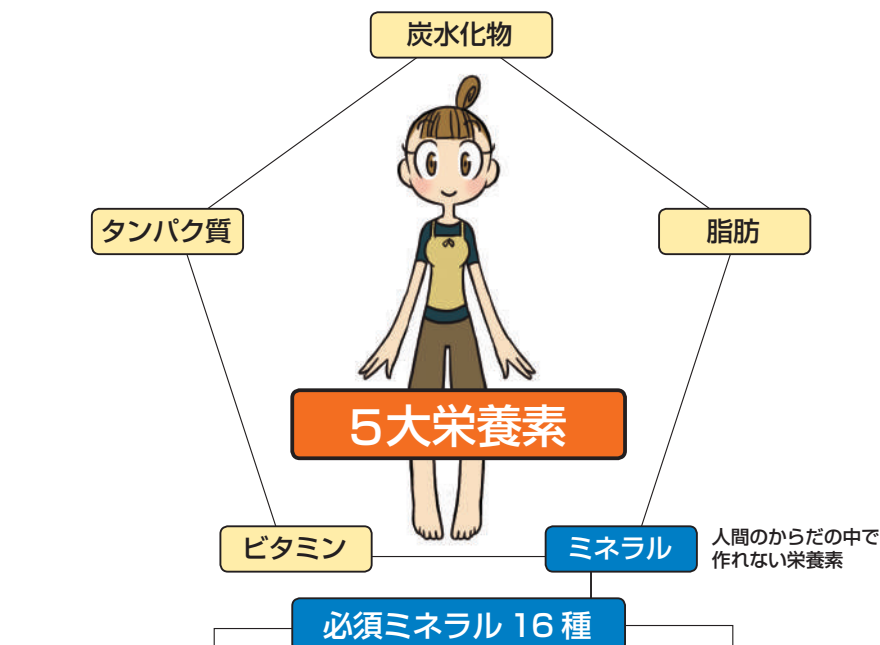 炭水化物
タンパク質
脂肪
5大栄養素
ビタミン
ミネラル
人間のからだの中で
作れない栄養素
必須ミネラル 16 種